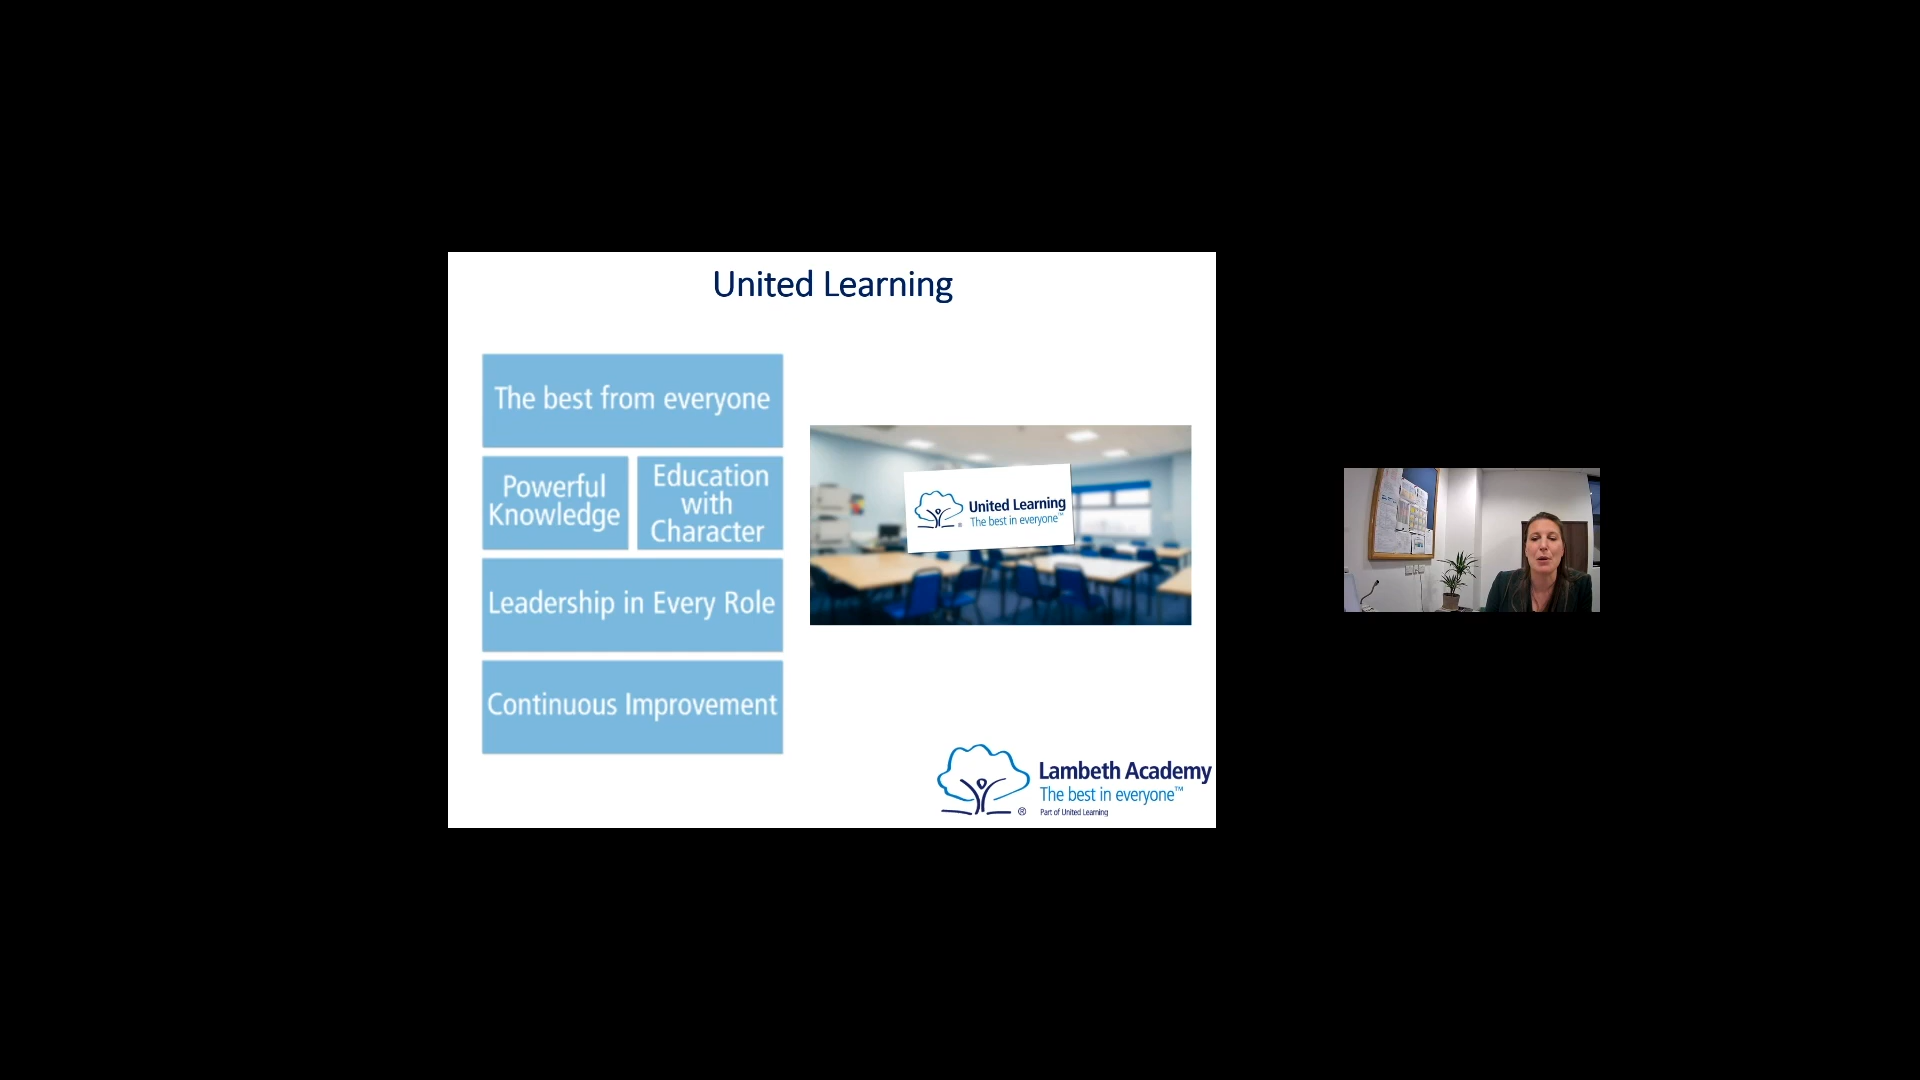 United Learning
The best from everyone
Powerful
Knowledge
Education
with
Character
Leadership in Every Role
Continuous Improvement
United Learning
The best in everyone™
®
Lambeth Academy
The best in everyone™
Part of United Learning
®